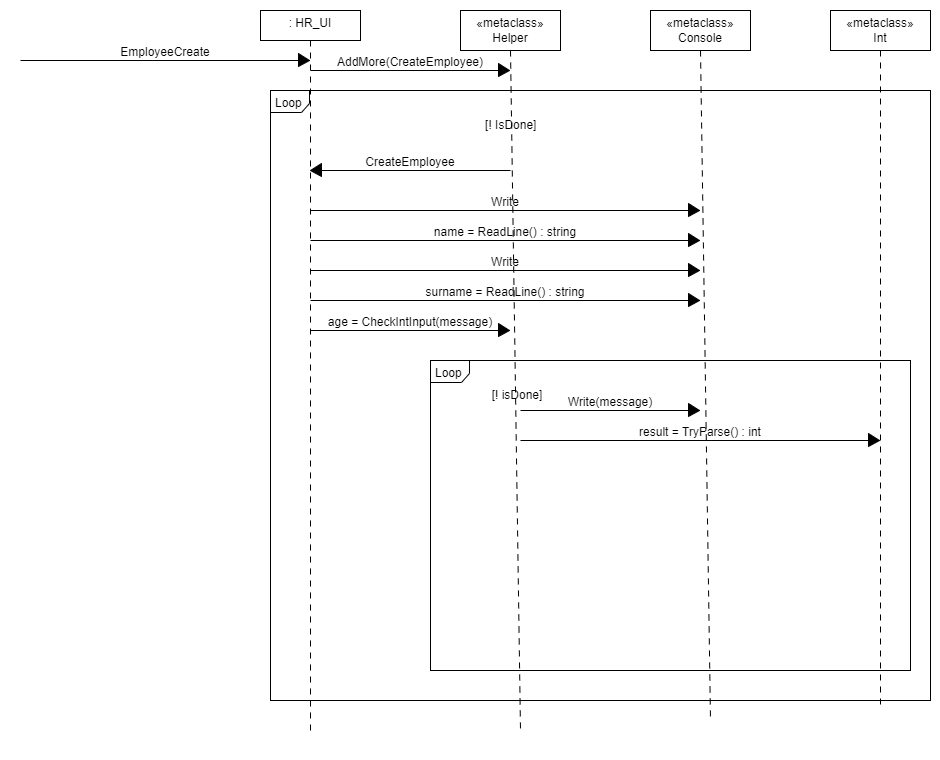 : HR_UI
«metaclass»
Helper
«metaclass»
Console
«metaclass»
Int
EmployeeCreate
AddMore(CreateEmployee)
Loop
[! IsDone]
CreateEmployee
Write
name = ReadLine() : string
Write
surname = ReadLine() : string
age = CheckIntInput(message)
Loop
[! isDone]
Write(message)
result = TryParse() : int